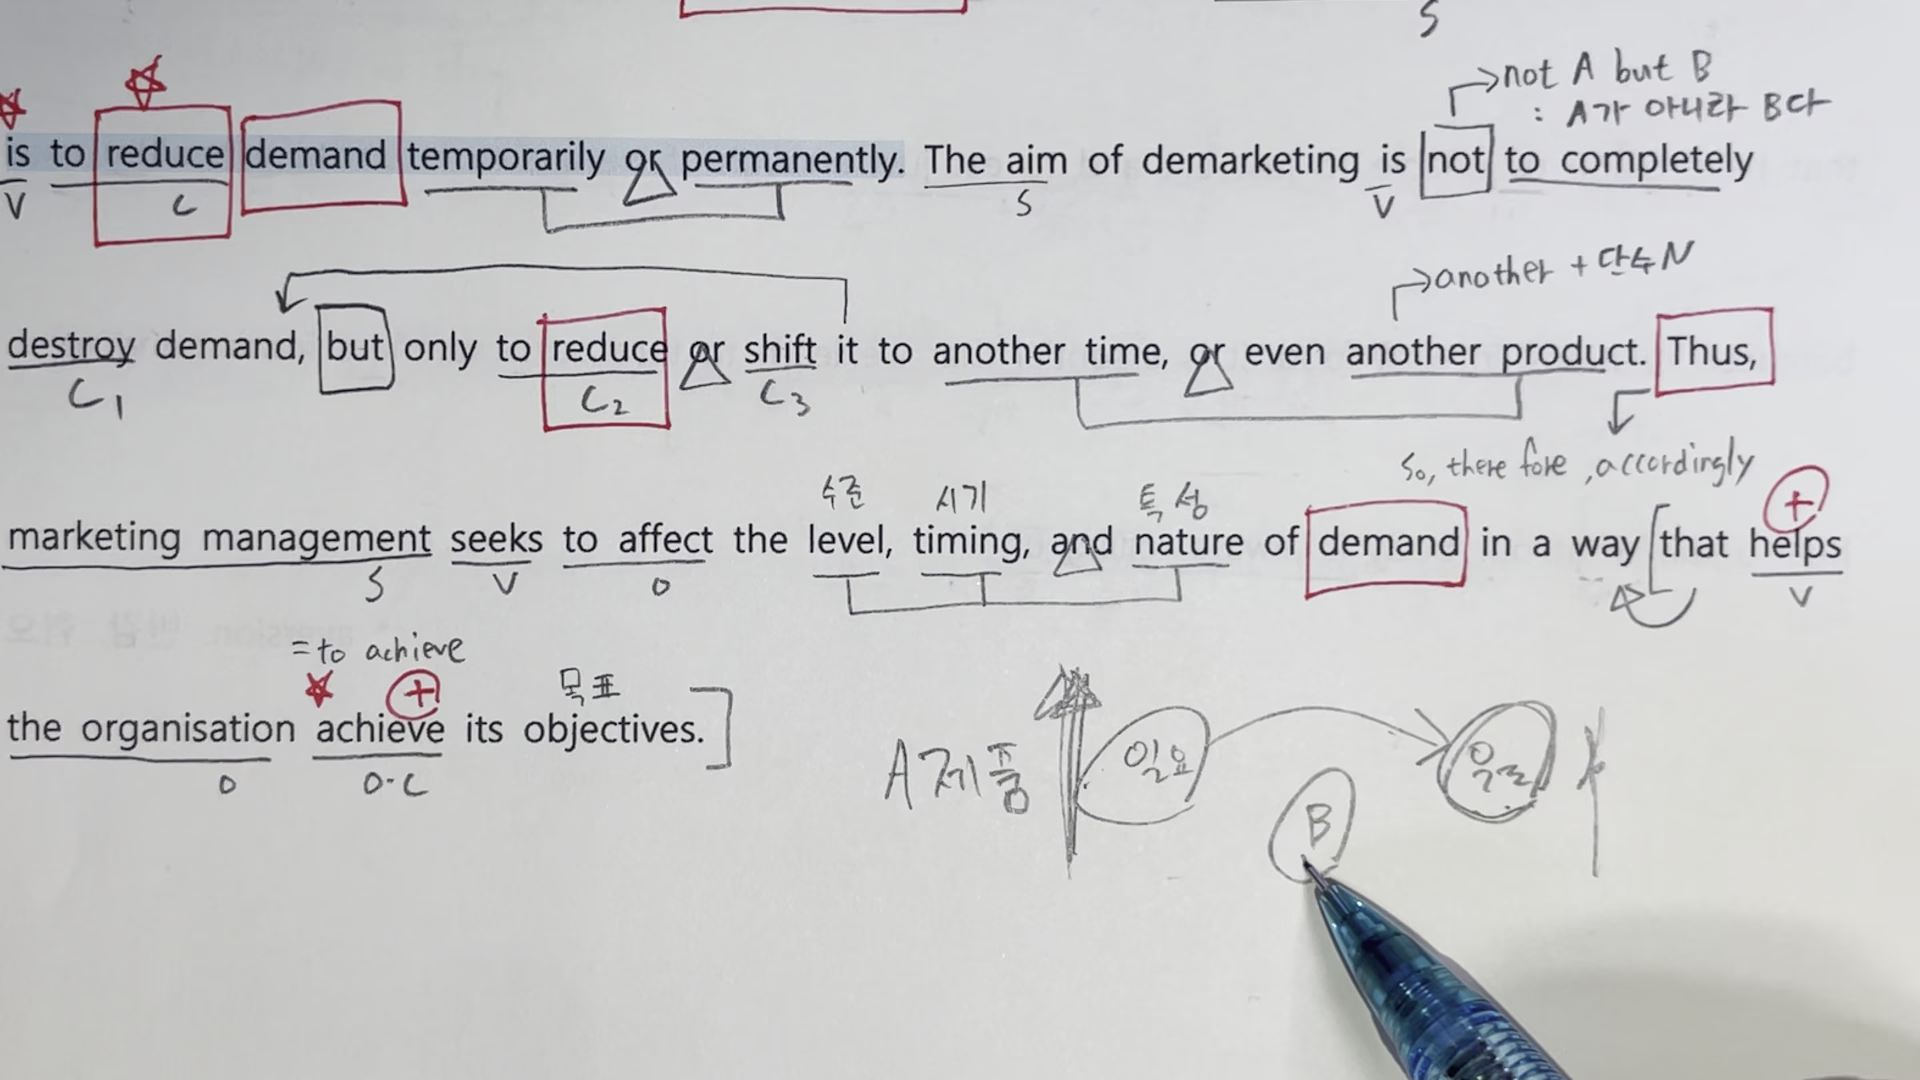 S
not A but B
: A가 아니라 B다
is to reduce demand temporarily or permanently. The aim of demarketing is not to completely
V C S V
another + 단수N
destroy demand, but only to reduce or shift it to another time, or even another product. Thus,
C1 C2 C3
So, there fore, accordingly
수준 시기 특성 +
marketing management seeks to affect the level, timing, and nature of demand in a way that helps
S V O V
= to achieve
+ 목표
the organisation achieve its objectives.
O O·C
A제품 일요
B